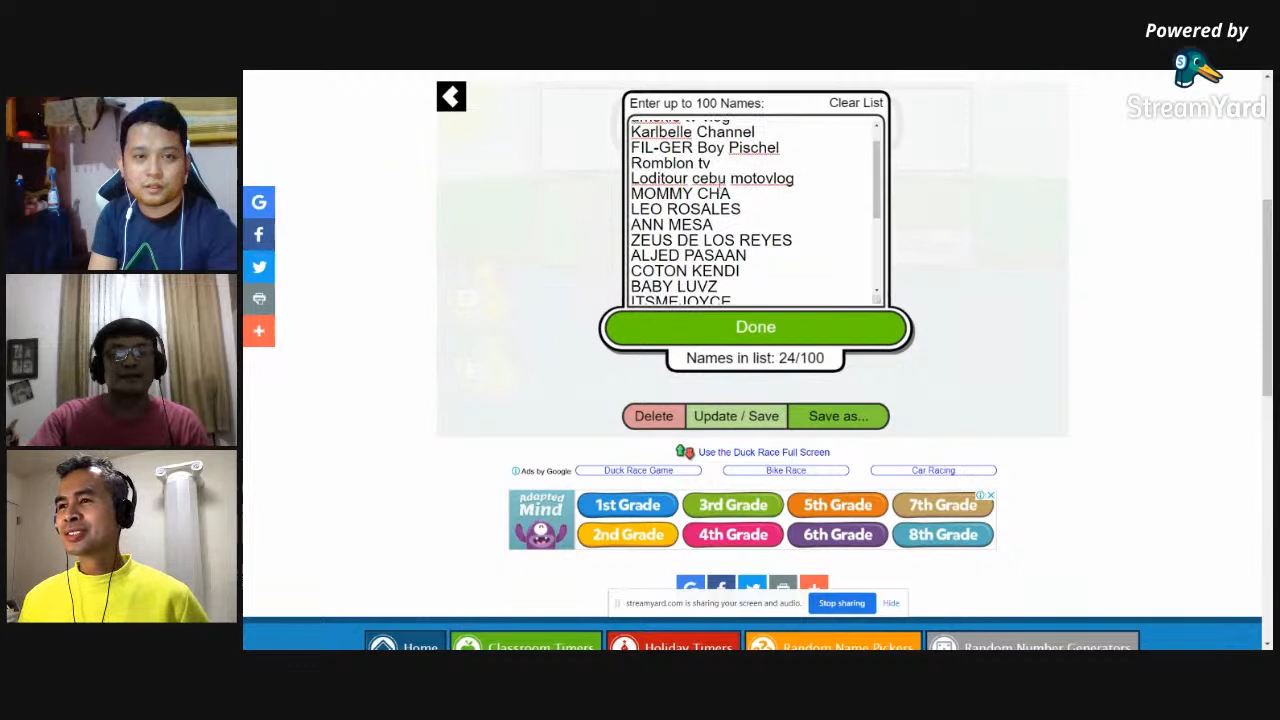 Powered by
StreamYard
Enter up to 100 Names:
Clear List
Karlbelle Channel
FIL-GER Boy Pischel
Romblon tv
Loditour cebu motovlog
MOMMY CHA
LEO ROSALES
ANN MESA
ZEUS DE LOS REYES
ALJED PASAAN
COTON KENDI
BABY LUVZ
ITSMEJOYCE
Done
Names in list: 24/100
Delete
Update / Save
Save as...
Use the Duck Race Full Screen
Ads by Google
Duck Race Game
Bike Race
Car Racing
Adapted
Mind
1st Grade
3rd Grade
5th Grade
7th Grade
2nd Grade
4th Grade
6th Grade
8th Grade
streamyard.com is sharing your screen and audio.
Stop sharing
Hide
Home
Classroom Timers
Holiday Timers
Random Name Pickers
Random Number Generators